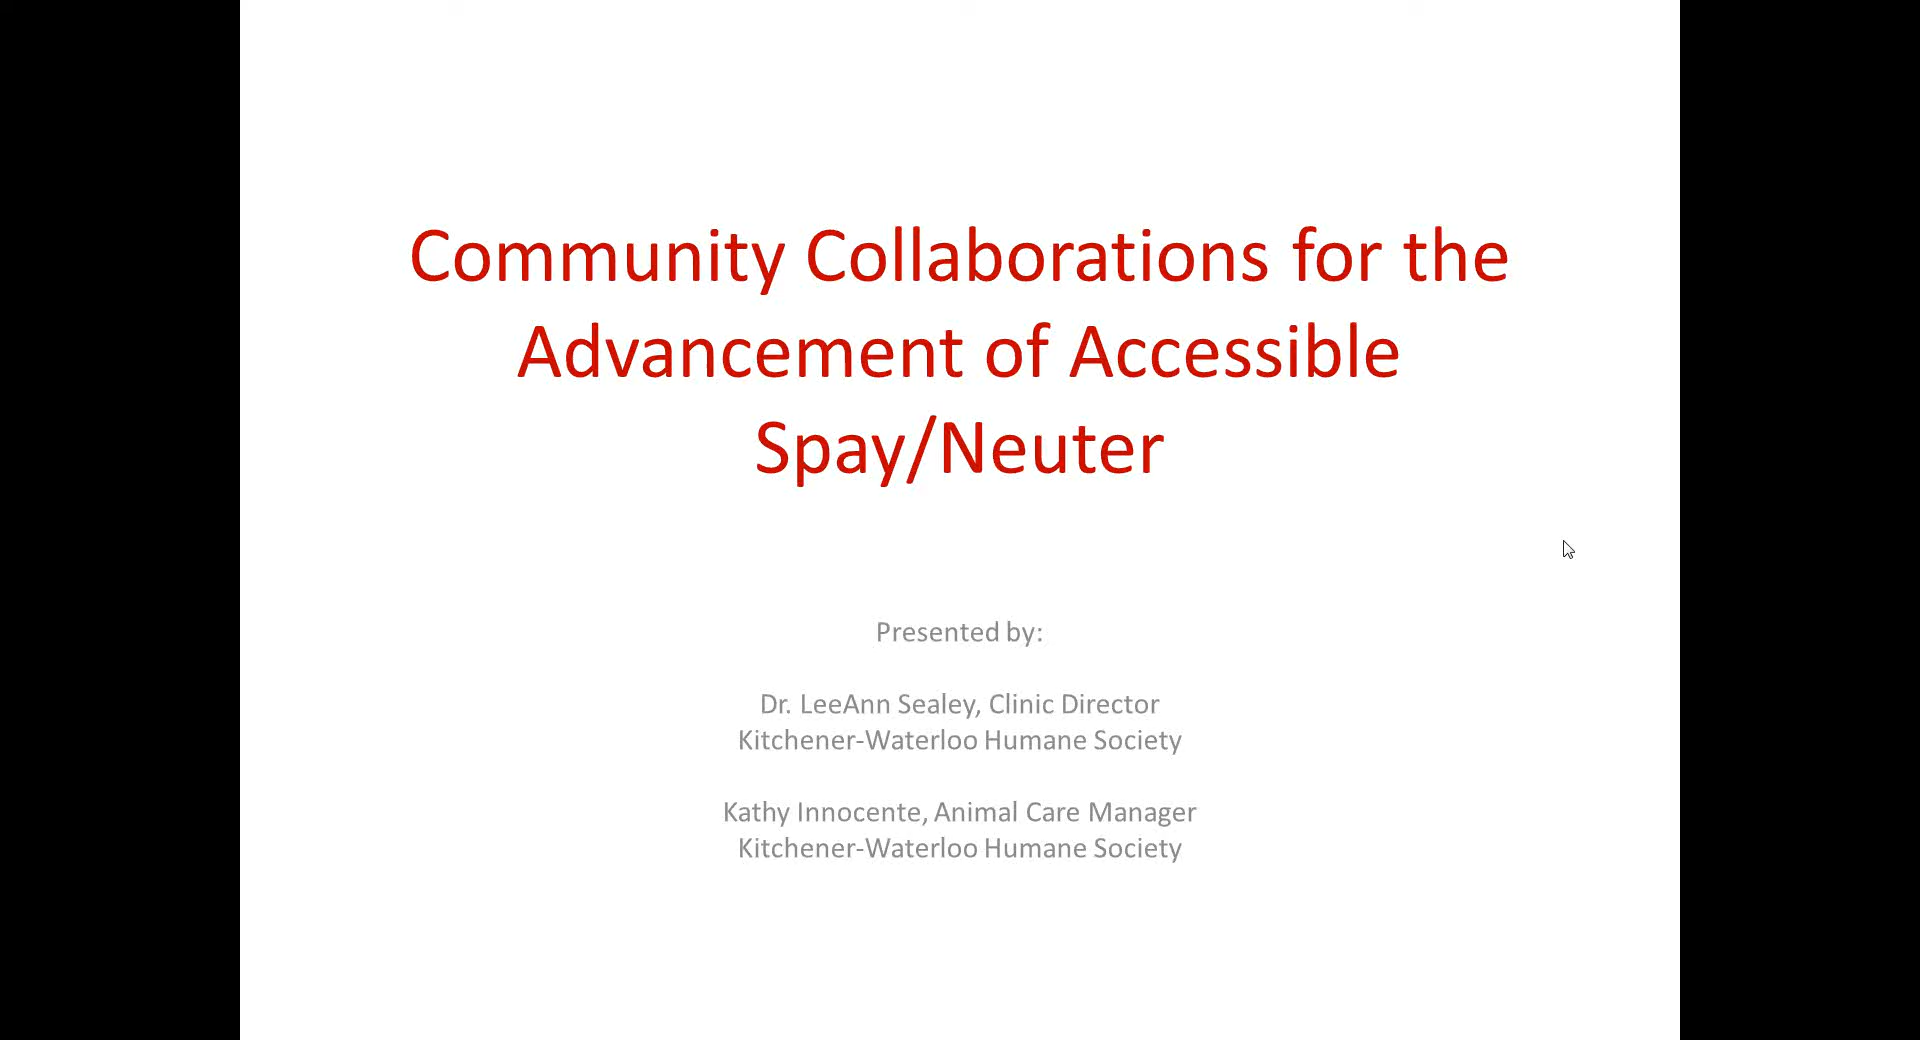 Community Collaborations for the
Advancement of Accessible
Spay/Neuter
Presented by:
Dr. LeeAnn Sealey, Clinic Director
Kitchener-Waterloo Humane Society
Kathy Innocente, Animal Care Manager
Kitchener-Waterloo Humane Society